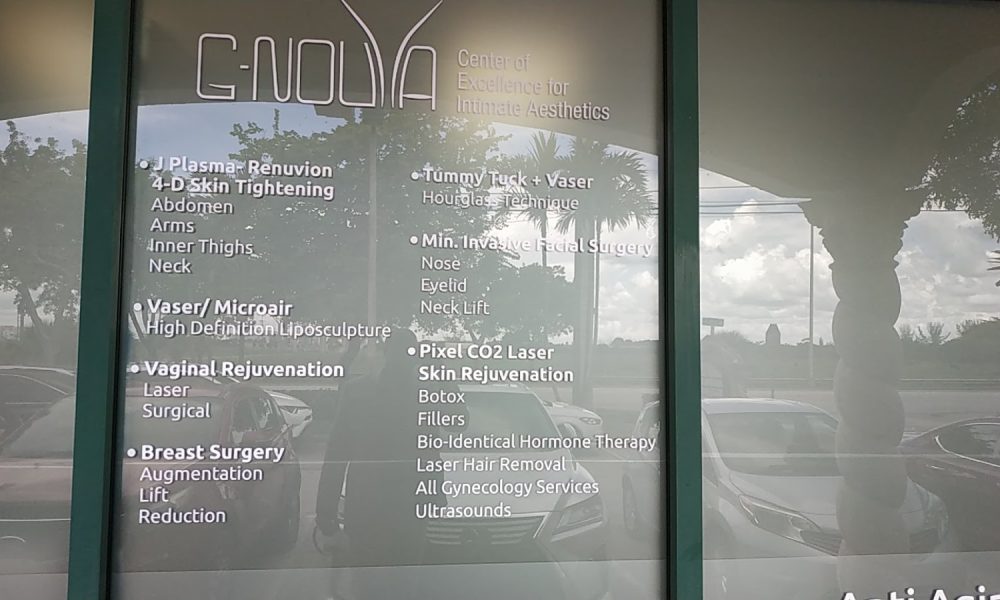 G-NOUYA
Center of
Excellence for
Intimate Aesthetics
• J Plasma- Renuvion
4-D Skin Tightening
Abdomen
Arms
Inner Thighs
Neck
• Vaser/ Microair
High Definition Liposculpture
• Vaginal Rejuvenation
Laser
Surgical
• Breast Surgery
Augmentation
Lift
Reduction
• Tummy Tuck + Vaser
Hourglass Technique
• Min. Invasive Facial Surgery
Nose
Eyelid
Neck Lift
• Pixel CO2 Laser
Skin Rejuvenation
Botox
Fillers
Bio-Identical Hormone Therapy
Laser Hair Removal
All Gynecology Services
Ultrasounds
Anti